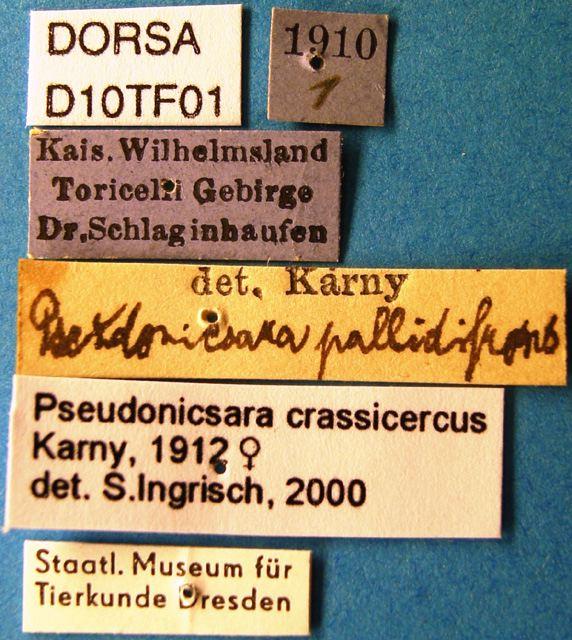 DORSA
D10TF01
1910
1
Kais. Wilhelmsland
Toricelli Gebirge
Dr. Schlaginhaufen
det. Karny
Pseudonicsara pallidifrons
Pseudonicsara crassicercus
Karny, 1912 ♀
det. S.Ingrisch, 2000
Staatl. Museum für
Tierkunde Dresden